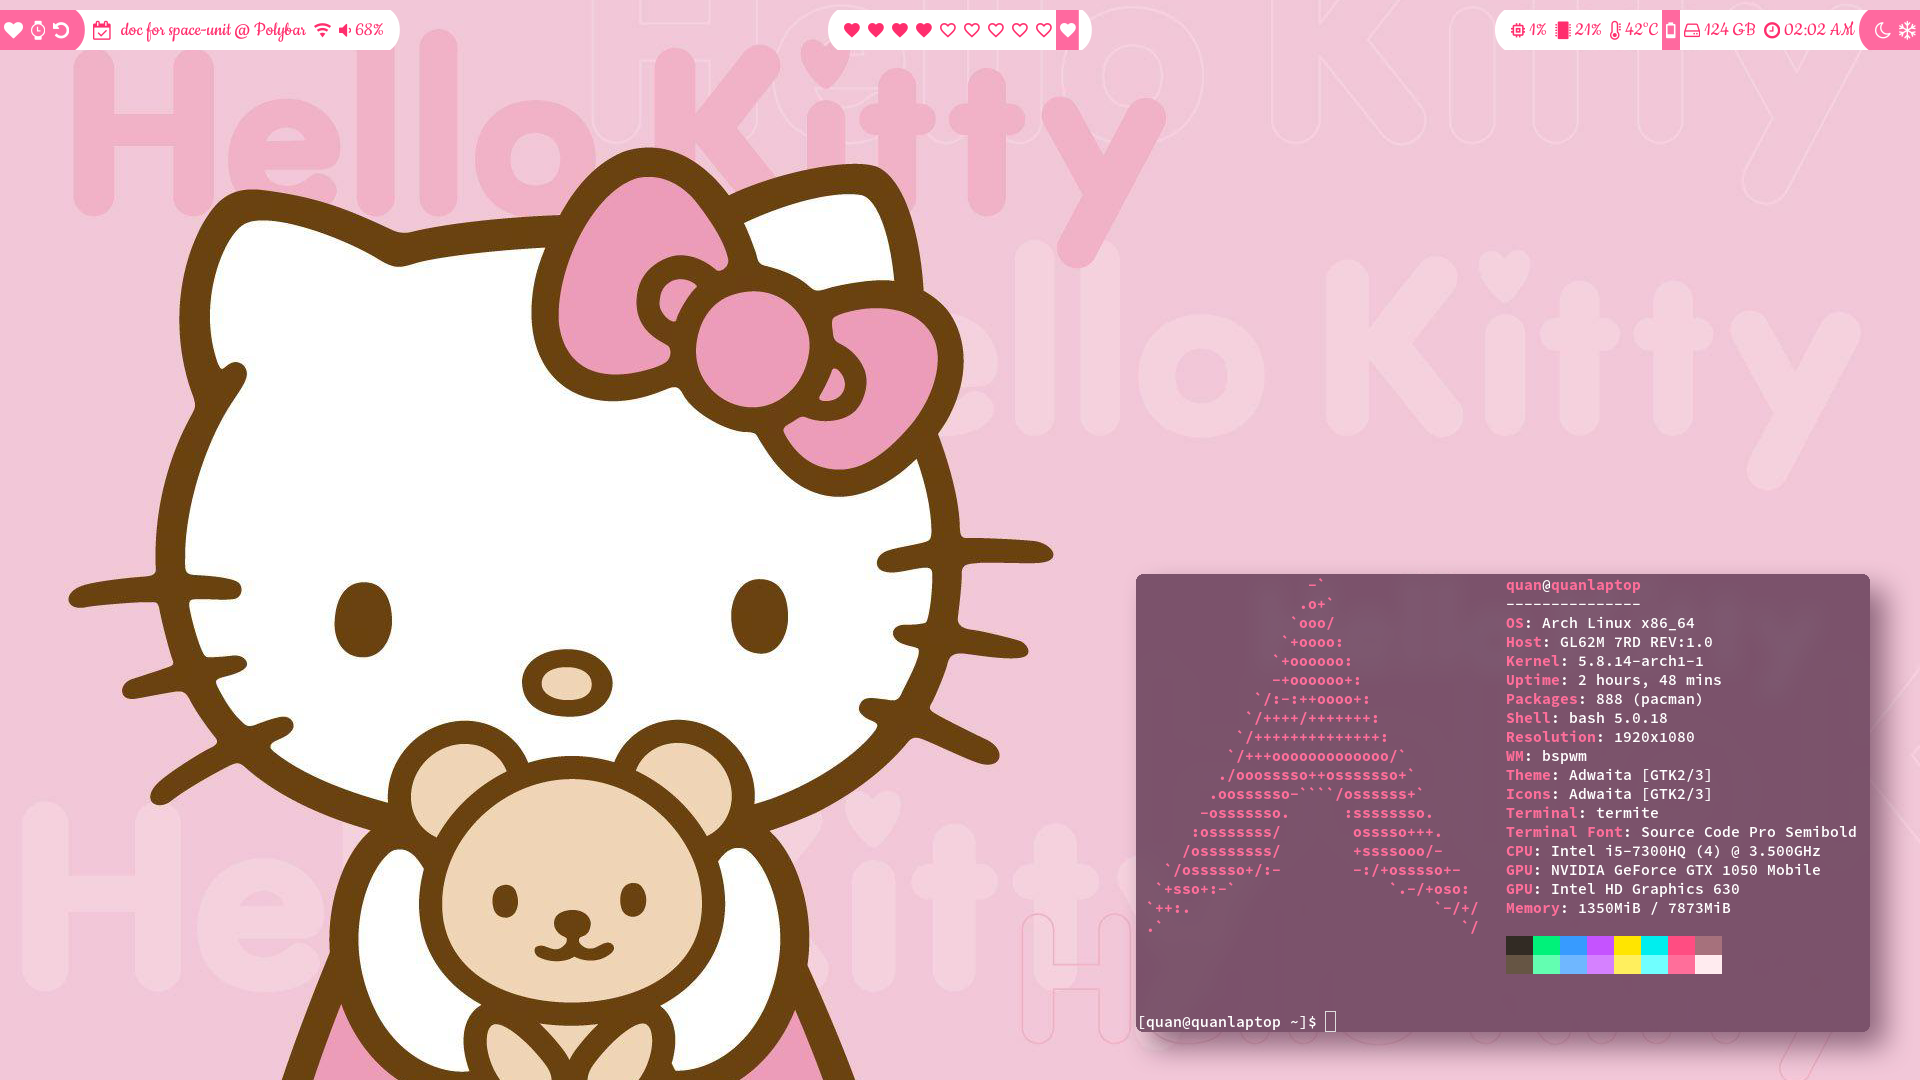 doc for space-unit @ Polybar 68%
1% 21% 42°C 124 GB 02:02 AM
Hello Kitty
Hello Kitty
ello Kitty
Hello Kitty
-`
.o+`
`ooo/
`+oooo:
`+oooooo:
-+oooooo+:
`/:-:++oooo+:
`/++++/+++++++:
`/++++++++++++++:
`/+++ooooooooooooo/`
./ooosssso++osssssso+`
.oossssso-````/ossssss+`
-osssssso.      :ssssssso.
:osssssss/        osssso+++.
/ossssssss/        +ssssooo/-
`/ossssso+/:-        -:/+osssso+-
`+sso+:-`                 `.-/+oso:
`++:.                           `-/+/
.`                                 `/
quan@quanlaptop
---------------
OS: Arch Linux x86_64
Host: GL62M 7RD REV:1.0
Kernel: 5.8.14-arch1-1
Uptime: 2 hours, 48 mins
Packages: 888 (pacman)
Shell: bash 5.0.18
Resolution: 1920x1080
WM: bspwm
Theme: Adwaita [GTK2/3]
Icons: Adwaita [GTK2/3]
Terminal: termite
Terminal Font: Source Code Pro Semibold
CPU: Intel i5-7300HQ (4) @ 3.500GHz
GPU: NVIDIA GeForce GTX 1050 Mobile
GPU: Intel HD Graphics 630
Memory: 1350MiB / 7873MiB
[quan@quanlaptop ~]$